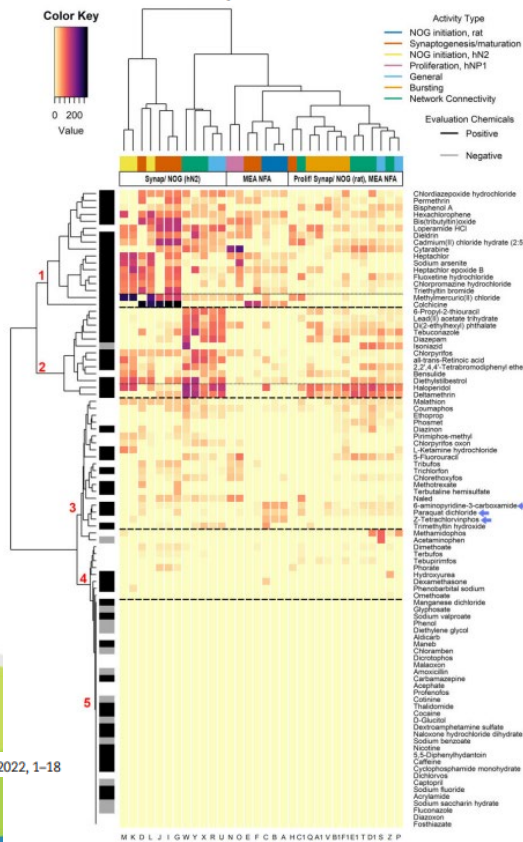 Color Key
0 50
200
Value
Activity Type
NOG initiation, rat
Synaptogenesis/maturation
NOG initiation, hN2
Proliferation, hNP1
General
Bursting
Network Connectivity
Evaluation Chemicals
Positive
Negative
Synap/ NOG (hN2)
MEA NFA
Prolif/ Synap/ NOG (rat), MEA NFA
1
2
3
4
5
Chlordiazepoxide hydrochloride
Permethrin
Bisphenol A
Hexachlorophene
Bis(tributyltin)oxide
Loperamide HCl
Dieldrin
Cadmium(II) chloride hydrate (2:5
Cytarabine
Heptachlor
Sodium arsenite
Heptachlor epoxide B
Fluoxetine hydrochloride
Chlorpromazine hydrochloride
Triethyltin bromide
Methylmercuric(II) chloride
Colchicine
6-Propyl-2-thiouracil
Lead(II) acetate trihydrate
Di(2-ethylhexyl) phthalate
Tebuconazole
Diazepam
Isoniazid
Chlorpyrifos
all-trans-Retinoic acid
2,2',4,4'-Tetrabromodiphenyl ethe
Bensulide
Diethylstilbestrol
Haloperidol
Deltamethrin
Malathion
Coumaphos
Ethoprop
Phosmet
Diazinon
Pirimiphos-methyl
Chlorpyrifos oxon
L-Ketamine hydrochloride
5-Fluorouracil
Tribufos
Trichlorfon
Chlorethoxyfos
Methotrexate
Terbutaline hemisulfate
Naled
6-aminopyridine-3-carboxamide
Paraquat dichloride
Z-Tetrachlorvinphos
Trimethyltin hydroxide
Methamidophos
Acetaminophen
Dimethoate
Terbufos
Tebupirimfos
Phorate
Hydroxyurea
Dexamethasone
Phenobarbital sodium
Omethoate
Manganese dichloride
Glyphosate
Sodium valproate
Phenol
Diethylene glycol
Aldicarb
Maneb
Chloramben
Dicrotophos
Malaoxon
Amoxicillin
Carbamazepine
Acephate
Profenofos
Cotinine
Thalidomide
Cocaine
D-Glucitol
Dextroamphetamine sulfate
Naloxone hydrochloride dihydrate
Sodium benzoate
Nicotine
5,5-Diphenylhydantoin
Caffeine
Cyclophosphamide monohydrate
Dichlorvos
Captopril
Sodium fluoride
Acrylamide
Sodium saccharin hydrate
Fluconazole
Diazoxon
Fosthiazate
2022, 1–18
M K D L J I G W Y X R U N O E F C B A H C1 Q A1 V B1 F1 E1 T D1 S Z P